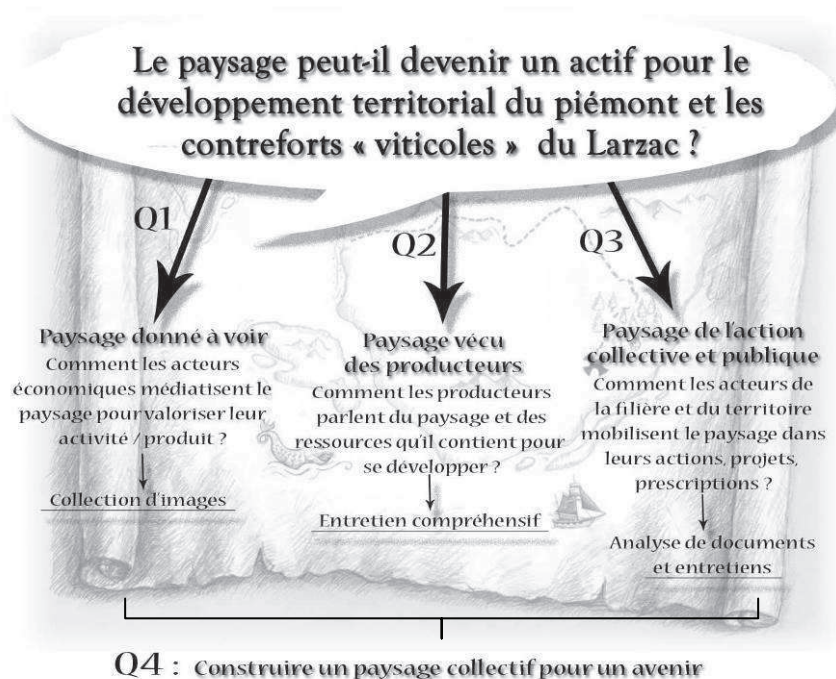 Le paysage peut-il devenir un actif pour le
développement territorial du piémont et les
contreforts « viticoles » du Larzac ?
Q1
Q2
Q3
Paysage donné à voir
Comment les acteurs
économiques médiatisent le
paysage pour valoriser leur
activité / produit ?
Collection d'images
Paysage vécu
des producteurs
Comment les producteurs
parlent du paysage et des
ressources qu'il contient pour
se développer ?
Entretien compréhensif
Paysage de l'action
collective et publique
Comment les acteurs de
la filière et du territoire
mobilisent le paysage dans
leurs actions, projets,
prescriptions ?
Analyse de documents
et entretiens
Q4 : Construire un paysage collectif pour un avenir